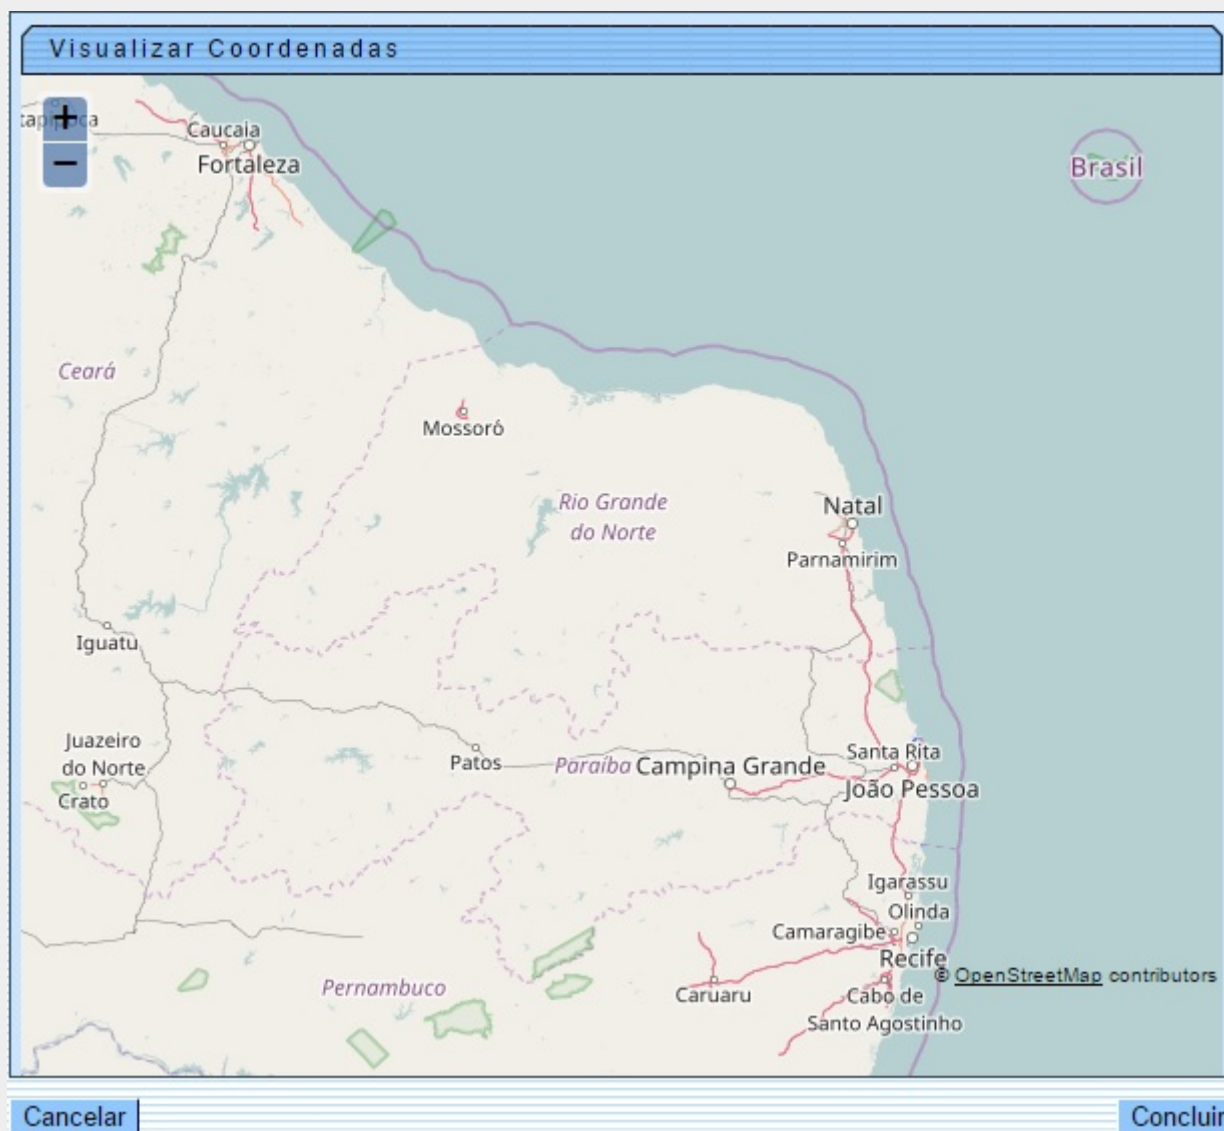 Visualizar Coordenadas
+
−
Caucaia
Fortaleza
Brasil
Ceará
Mossoró
Rio Grande
do Norte
Natal
Parnamirim
Iguatu
Juazeiro
do Norte
Crato
Patos
Paraíba
Campina Grande
Santa Rita
João Pessoa
Igarassu
Olinda
Camaragibe
Recife
© OpenStreetMap contributors
Pernambuco
Caruaru
Cabo de
Santo Agostinho
Cancelar
Concluir